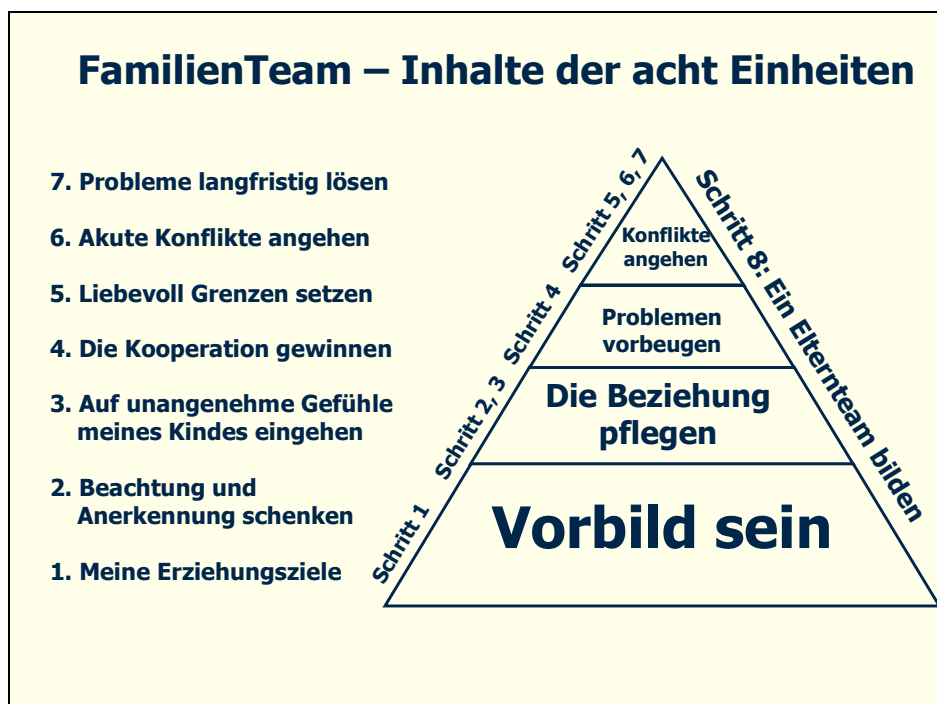 FamilienTeam – Inhalte der acht Einheiten
7. Probleme langfristig lösen
6. Akute Konflikte angehen
5. Liebevoll Grenzen setzen
4. Die Kooperation gewinnen
3. Auf unangenehme Gefühle
meines Kindes eingehen
2. Beachtung und
Anerkennung schenken
1. Meine Erziehungsziele
Schritt 5, 6, 7
Schritt 4
Schritt 2, 3
Schritt 1
Konflikte
angehen
Problemen
vorbeugen
Die Beziehung
pflegen
Vorbild sein
Schritt 8: Ein Elternteam bilden